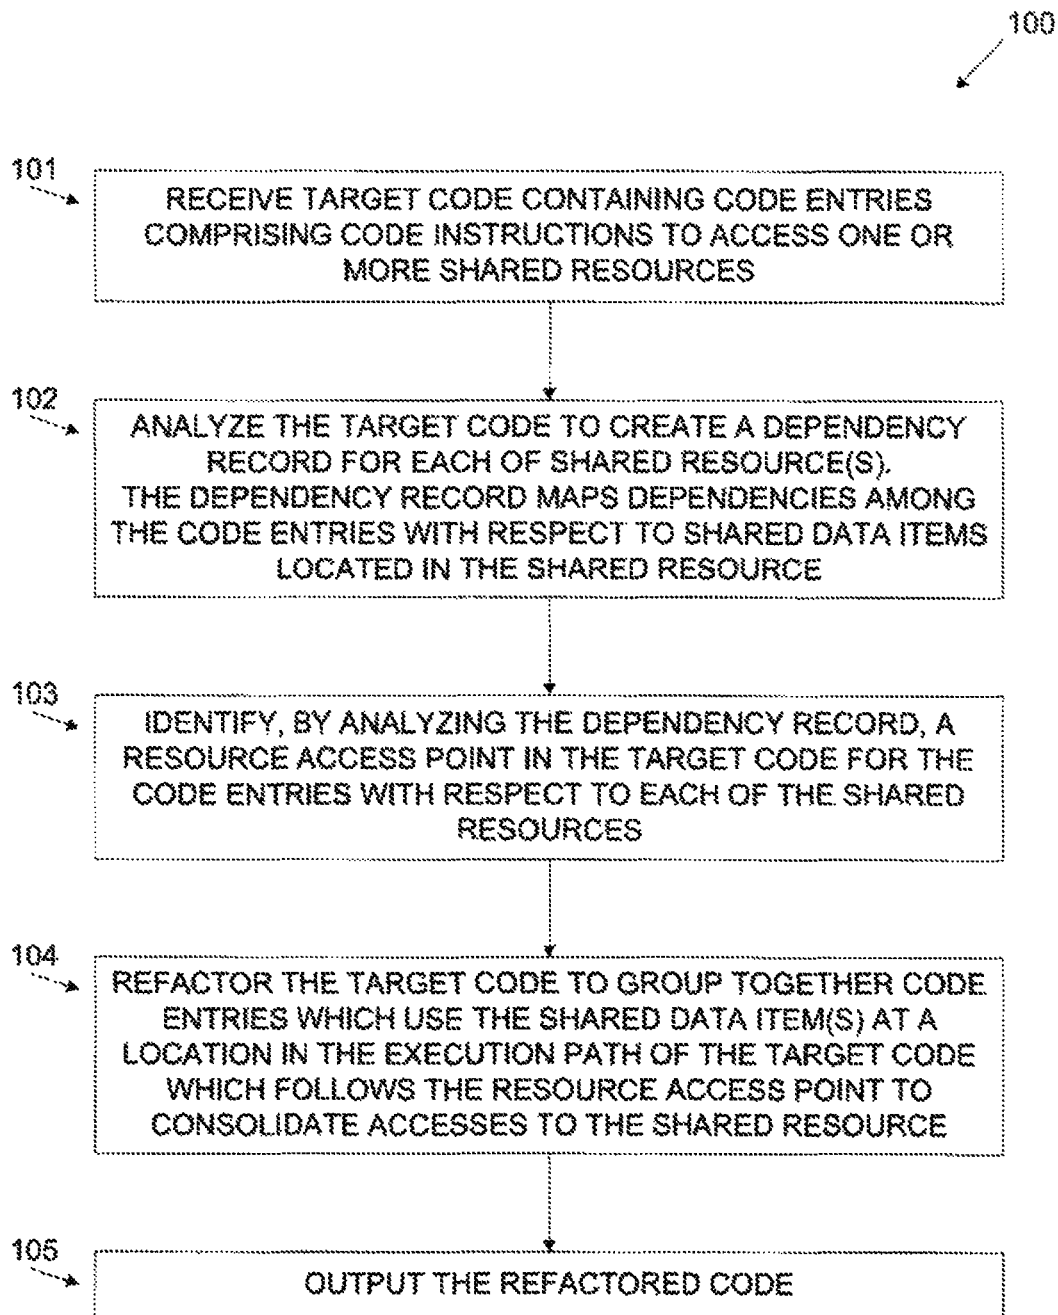 100
101
RECEIVE TARGET CODE CONTAINING CODE ENTRIES
COMPRISING CODE INSTRUCTIONS TO ACCESS ONE OR
MORE SHARED RESOURCES
102
ANALYZE THE TARGET CODE TO CREATE A DEPENDENCY
RECORD FOR EACH OF SHARED RESOURCE(S).
THE DEPENDENCY RECORD MAPS DEPENDENCIES AMONG
THE CODE ENTRIES WITH RESPECT TO SHARED DATA ITEMS
LOCATED IN THE SHARED RESOURCE
103
IDENTIFY, BY ANALYZING THE DEPENDENCY RECORD, A
RESOURCE ACCESS POINT IN THE TARGET CODE FOR THE
CODE ENTRIES WITH RESPECT TO EACH OF THE SHARED
RESOURCES
104
REFACTOR THE TARGET CODE TO GROUP TOGETHER CODE
ENTRIES WHICH USE THE SHARED DATA ITEM(S) AT A
LOCATION IN THE EXECUTION PATH OF THE TARGET CODE
WHICH FOLLOWS THE RESOURCE ACCESS POINT TO
CONSOLIDATE ACCESSES TO THE SHARED RESOURCE
105
OUTPUT THE REFACTORED CODE